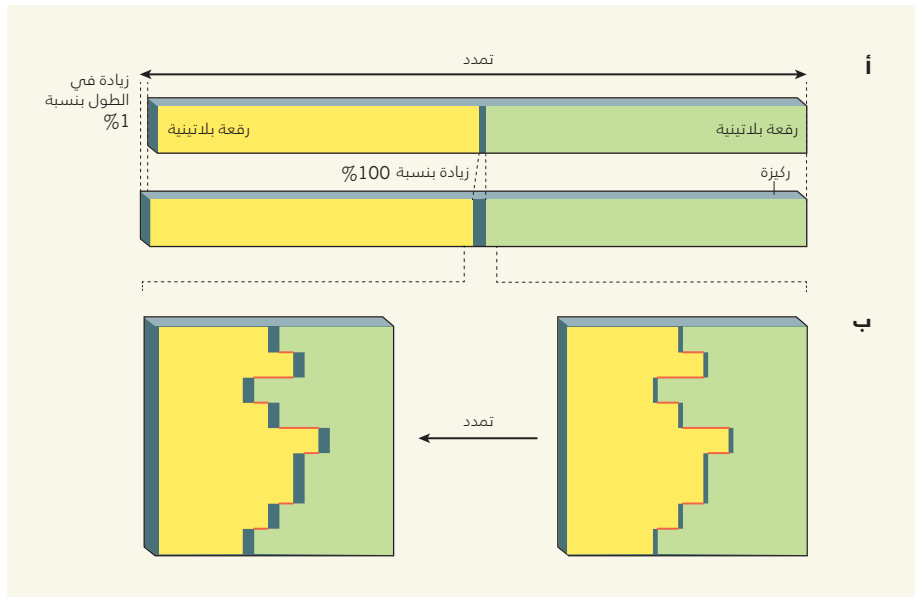 أ
تمدد
زيادة في
الطول بنسبة
%1
رقعة بلاتينية
رقعة بلاتينية
زيادة بنسبة 100%
ركيزة
ب
تمدد